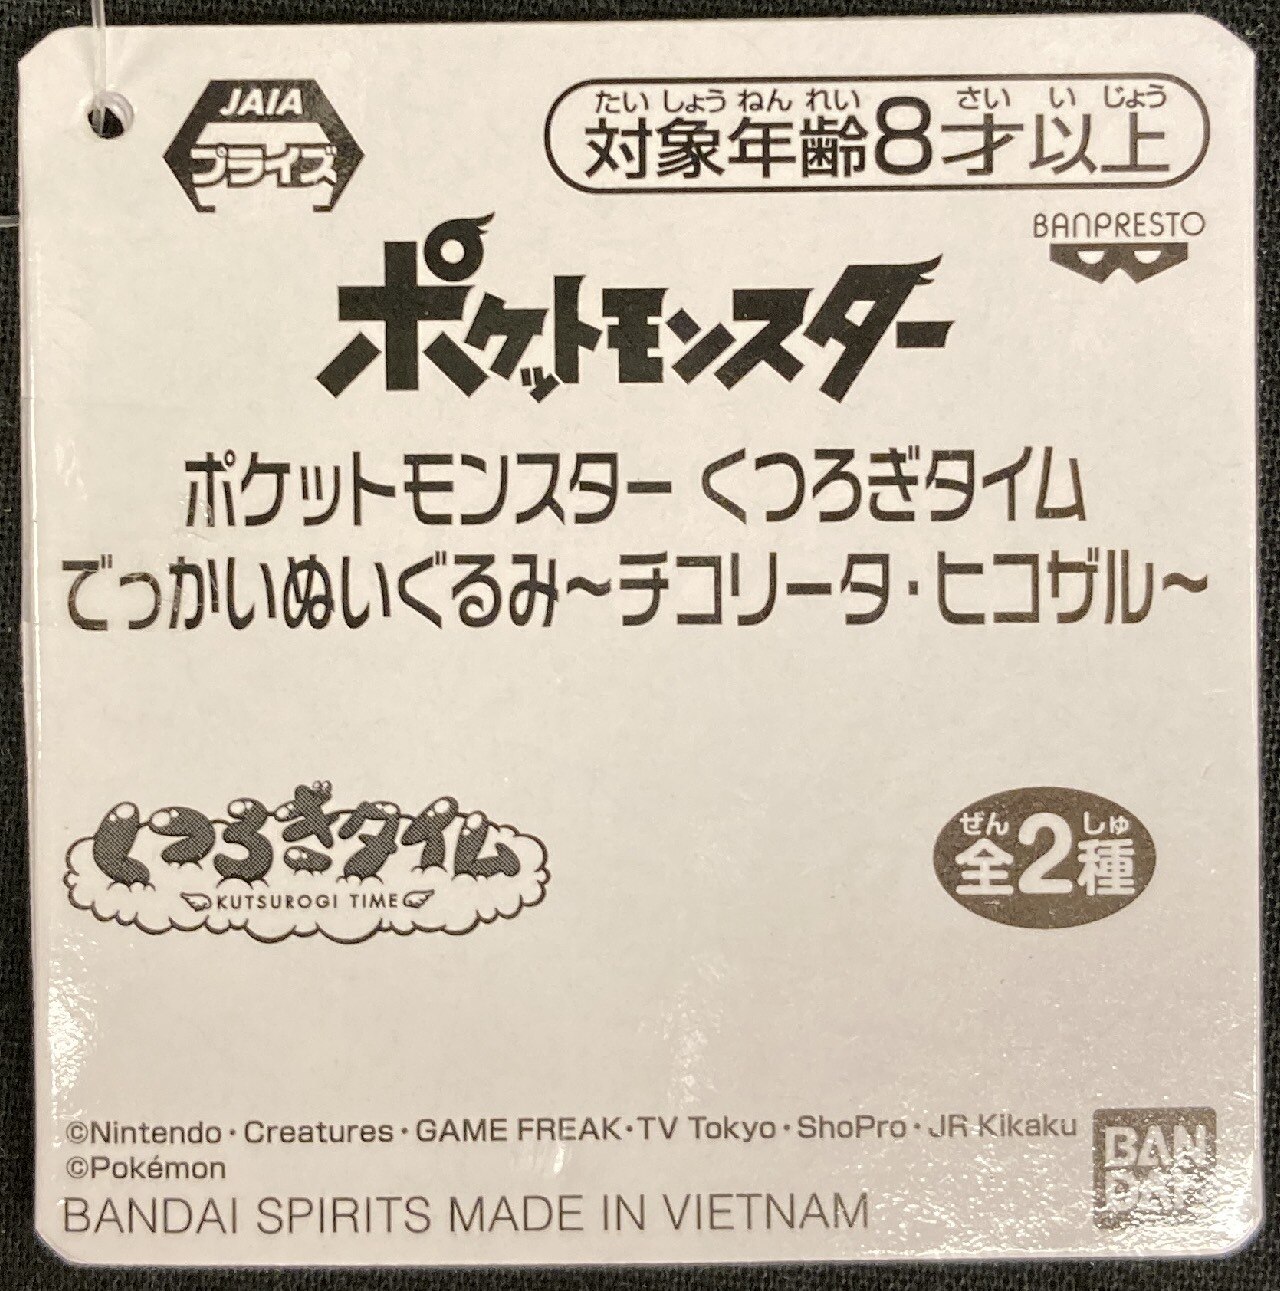 JAIA
プライズ
たいしょうねんれい さい いじょう
対象年齢8才以上
BANPRESTO
ポケットモンスター
ポケットモンスター くつろぎタイム
でっかいぬいぐるみ～チコリータ・ヒコザル～
くつろぎタイム
KUTSUROGI TIME
ぜん しゅ
全2種
©Nintendo・Creatures・GAME FREAK・TV Tokyo・ShoPro・JR Kikaku
©Pokémon
BANDAI SPIRITS MADE IN VIETNAM
BAN
DAI